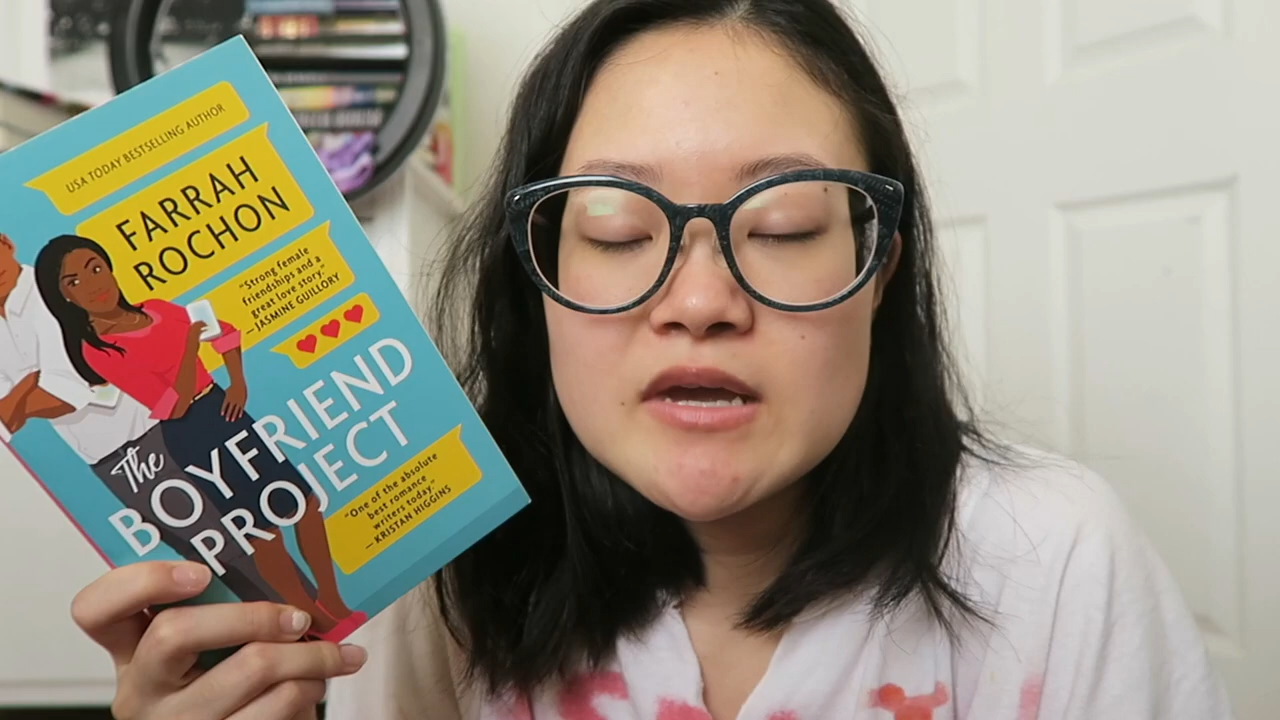 USA TODAY BESTSELLING AUTHOR
FARRAH
ROCHON
"Strong female
friendships and a
great love story."
—JASMINE GUILLORY
The
BOYFRIEND
PROJECT
"One of the absolute
best romance
writers today."
—KRISTAN HIGGINS